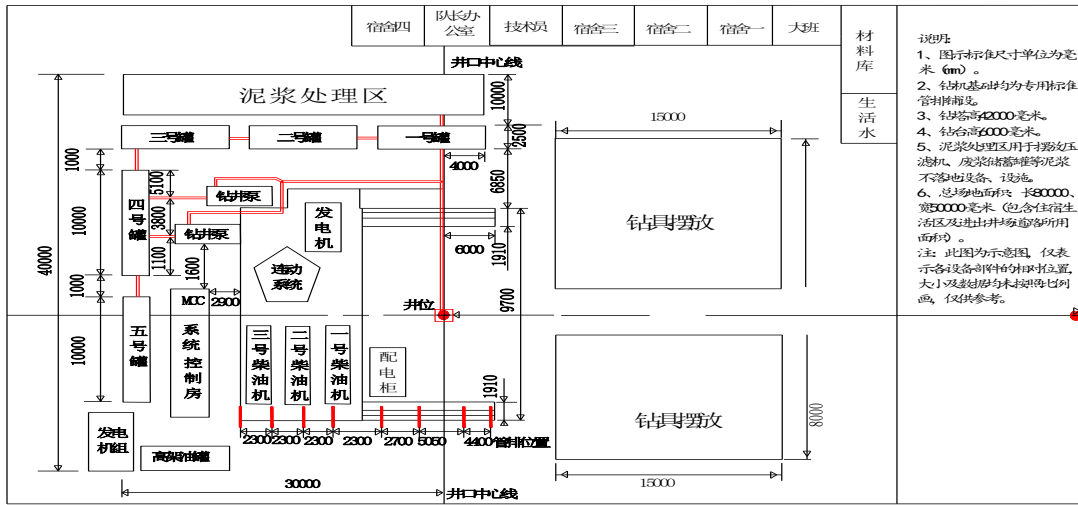 宿舍四
队长办
公室
技术员
宿舍三
宿舍二
宿舍一
大班
材料库
生活水
井口中心线
泥浆处理区
10000
三号罐
二号罐
一号罐
2500
4000
1000
5100
钻井泵
6850
15000
四号罐
10000
3800
钻井泵
发电机
6000
1910
钻具摆放
40000
1100
1600
连动
系统
1000
2900
9700
井位
五号罐
10000
MCC
系统控制房
三号柴油机
二号柴油机
一号柴油机
配电柜
1910
钻具摆放
8000
发电
机组
高架油罐
2300
2300
2300
2300
2700
5050
4400
管排位置
30000
井口中心线
15000
说明:
1、图示标准尺寸单位为毫
米(mm)。
2、钻机基础均为专用标准
管排铺设。
3、钻塔高42000毫米。
4、钻台高6000毫米。
5、泥浆处理区用于摆放压
滤机、废浆储蓄罐等泥浆
不落地设备、设施。
6、总场地面积:长80000、
宽50000毫米(包含住宿生
活区及进出井场道路所用
面积)。
注:此图为示意图,仅表
示各设备部件的相对位置,
大小及数据均未按照比例
画,仅供参考。